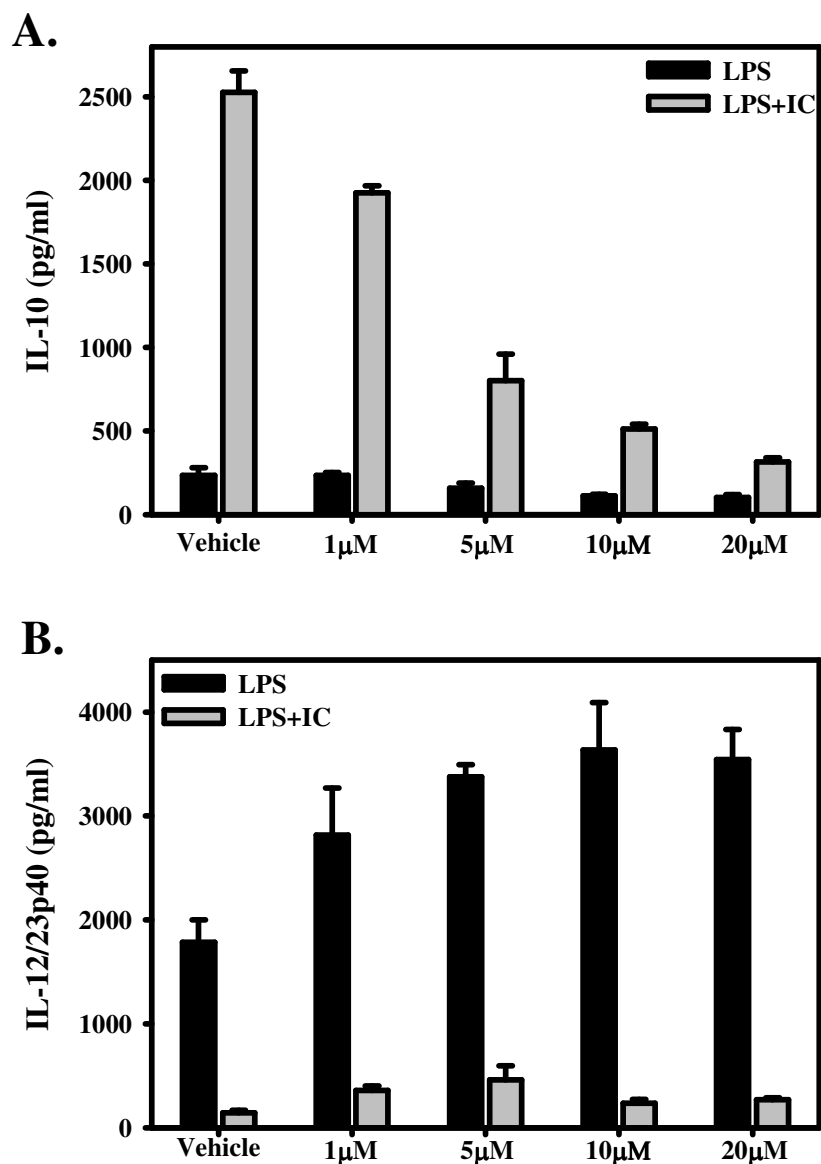 A.
LPS
LPS+IC
2500
2000
1500
1000
500
0
IL-10 (pg/ml)
Vehicle 1μM 5μM 10μM 20μM
B.
LPS
LPS+IC
4000
3000
2000
1000
0
IL-12/23p40 (pg/ml)
Vehicle 1μM 5μM 10μM 20μM